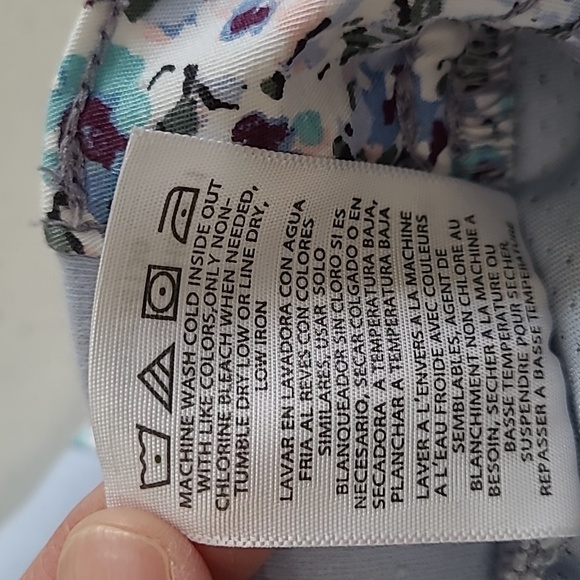 MACHINE WASH COLD INSIDE OUT
WITH LIKE COLORS,ONLY NON-
CHLORINE BLEACH WHEN NEEDED,
TUMBLE DRY LOW OR LINE DRY,
LOW IRON
LAVAR EN LAVADORA CON AGUA
FRIA AL REVES CON COLORES
SIMILARES, USAR SOLO
BLANQUEADOR SIN CLORO SI ES
NECESARIO, SECAR COLGADO O EN
SECADORA A TEMPERATURA BAJA,
PLANCHAR A TEMPERATURA BAJA
LAVER A L'ENVERS A LA MACHINE
A L'EAU FROIDE AVEC COULEURS
SEMBLABLES, AGENT DE
BLANCHIMENT NON CHLORE AU
BESOIN, SECHER A LA MACHINE A
BASSE TEMPERATURE OU
SUSPENDRE POUR SECHER,
REPASSER A BASSE TEMPERATURE